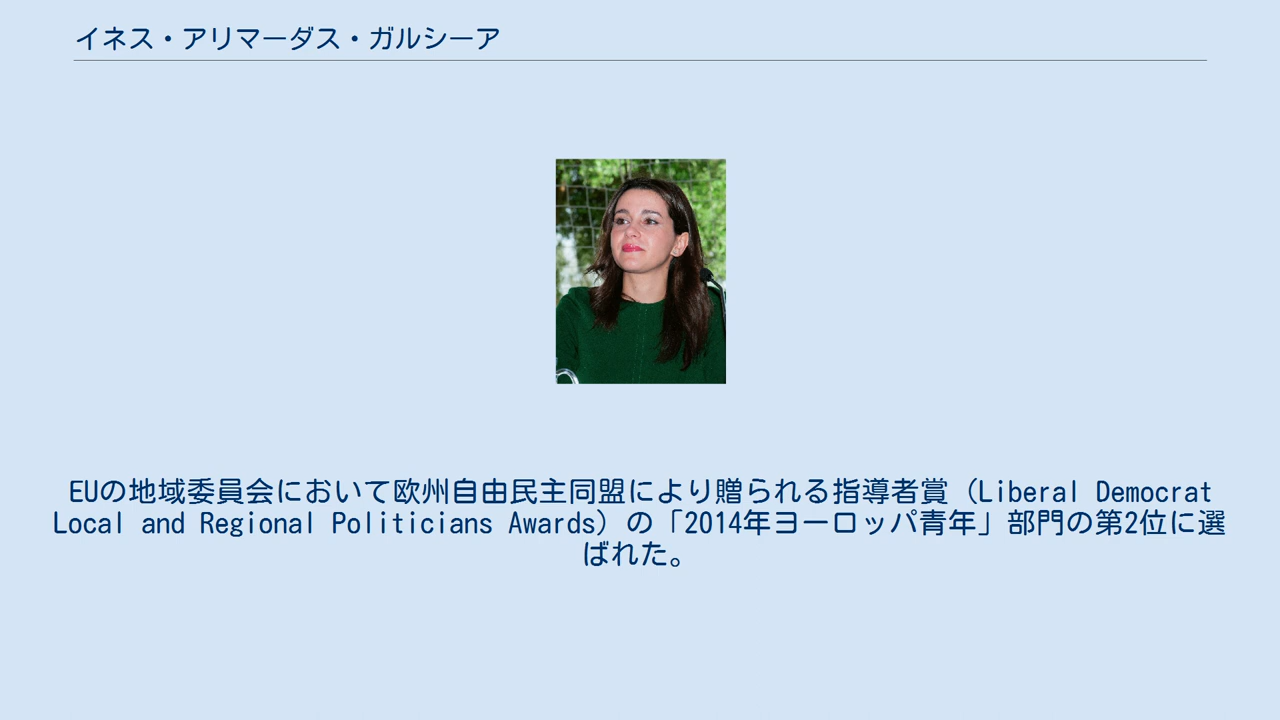 イネス・アリマーダス・ガルシーア
EUの地域委員会において欧州自由民主同盟により贈られる指導者賞（Liberal Democrat
Local and Regional Politicians Awards）の「2014年ヨーロッパ青年」部門の第2位に選
ばれた。